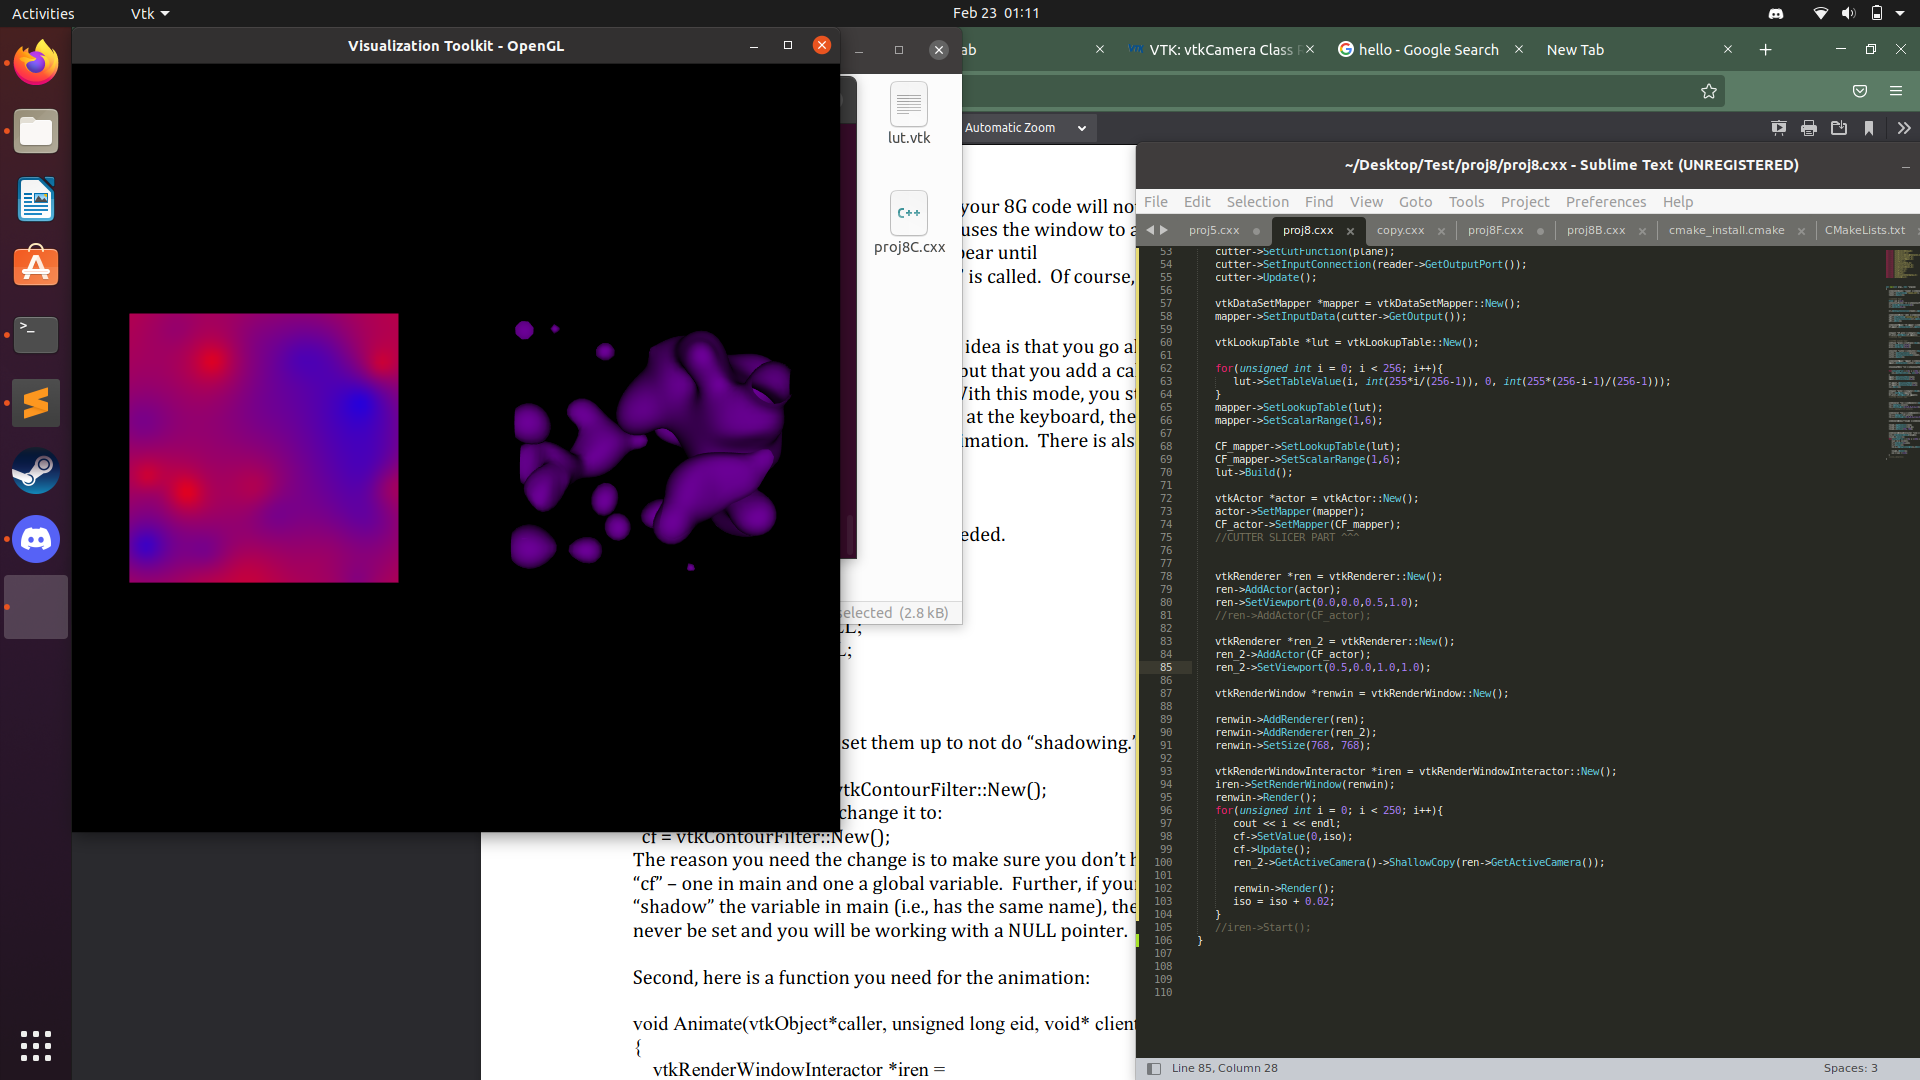 Activities
Vtk
Feb 23 01:11
Visualization Toolkit - OpenGL
ab
VTK: vtkCamera Class
hello - Google Search
New Tab
Automatic Zoom
lut.vtk
C++
proj8C.cxx
selected (2.8 kB)
your 8G code will no
uses the window to a
pear until
is called. Of course,
idea is that you go al
but that you add a ca
With this mode, you st
at the keyboard, the
imation. There is als
eded.
LL;
L;
set them up to not do “shadowing.”
vtkContourFilter::New();
change it to:
cf = vtkContourFilter::New();
The reason you need the change is to make sure you don’t h
“cf” – one in main and one a global variable. Further, if your
“shadow” the variable in main (i.e., has the same name), the
never be set and you will be working with a NULL pointer.
Second, here is a function you need for the animation:
void Animate(vtkObject*caller, unsigned long eid, void* client
{
vtkRenderWindowInteractor *iren =
~/Desktop/Test/proj8/proj8.cxx - Sublime Text (UNREGISTERED)
File Edit Selection Find View Goto Tools Project Preferences Help
proj5.cxx proj8.cxx copy.cxx proj8F.cxx proj8B.cxx cmake_install.cmake CMakeLists.txt
53 cutter->SetCutFunction(plane);
54 cutter->SetInputConnection(reader->GetOutputPort());
55 cutter->Update();
56
57 vtkDataSetMapper *mapper = vtkDataSetMapper::New();
58 mapper->SetInputData(cutter->GetOutput());
59
60 vtkLookupTable *lut = vtkLookupTable::New();
61
62 for(unsigned int i = 0; i < 256; i++){
63 lut->SetTableValue(i, int(255*i/(256-1)), 0, int(255*(256-i-1)/(256-1)));
64 }
65 mapper->SetLookupTable(lut);
66 mapper->SetScalarRange(1,6);
67
68 CF_mapper->SetLookupTable(lut);
69 CF_mapper->SetScalarRange(1,6);
70 lut->Build();
71
72 vtkActor *actor = vtkActor::New();
73 actor->SetMapper(mapper);
74 CF_actor->SetMapper(CF_mapper);
75 //CUTTER SLICER PART ^^^
76
77
78 vtkRenderer *ren = vtkRenderer::New();
79 ren->AddActor(actor);
80 ren->SetViewport(0.0,0.0,0.5,1.0);
81 //ren->AddActor(CF_actor);
82
83 vtkRenderer *ren_2 = vtkRenderer::New();
84 ren_2->AddActor(CF_actor);
85 ren_2->SetViewport(0.5,0.0,1.0,1.0);
86
87 vtkRenderWindow *renwin = vtkRenderWindow::New();
88
89 renwin->AddRenderer(ren);
90 renwin->AddRenderer(ren_2);
91 renwin->SetSize(768, 768);
92
93 vtkRenderWindowInteractor *iren = vtkRenderWindowInteractor::New();
94 iren->SetRenderWindow(renwin);
95 renwin->Render();
96 for(unsigned int i = 0; i < 250; i++){
97 cout << i << endl;
98 cf->SetValue(0,iso);
99 cf->Update();
100 ren_2->GetActiveCamera()->ShallowCopy(ren->GetActiveCamera());
101
102 renwin->Render();
103 iso = iso + 0.02;
104 }
105 //iren->Start();
106 }
107
108
109
110
Line 85, Column 28
Spaces: 3